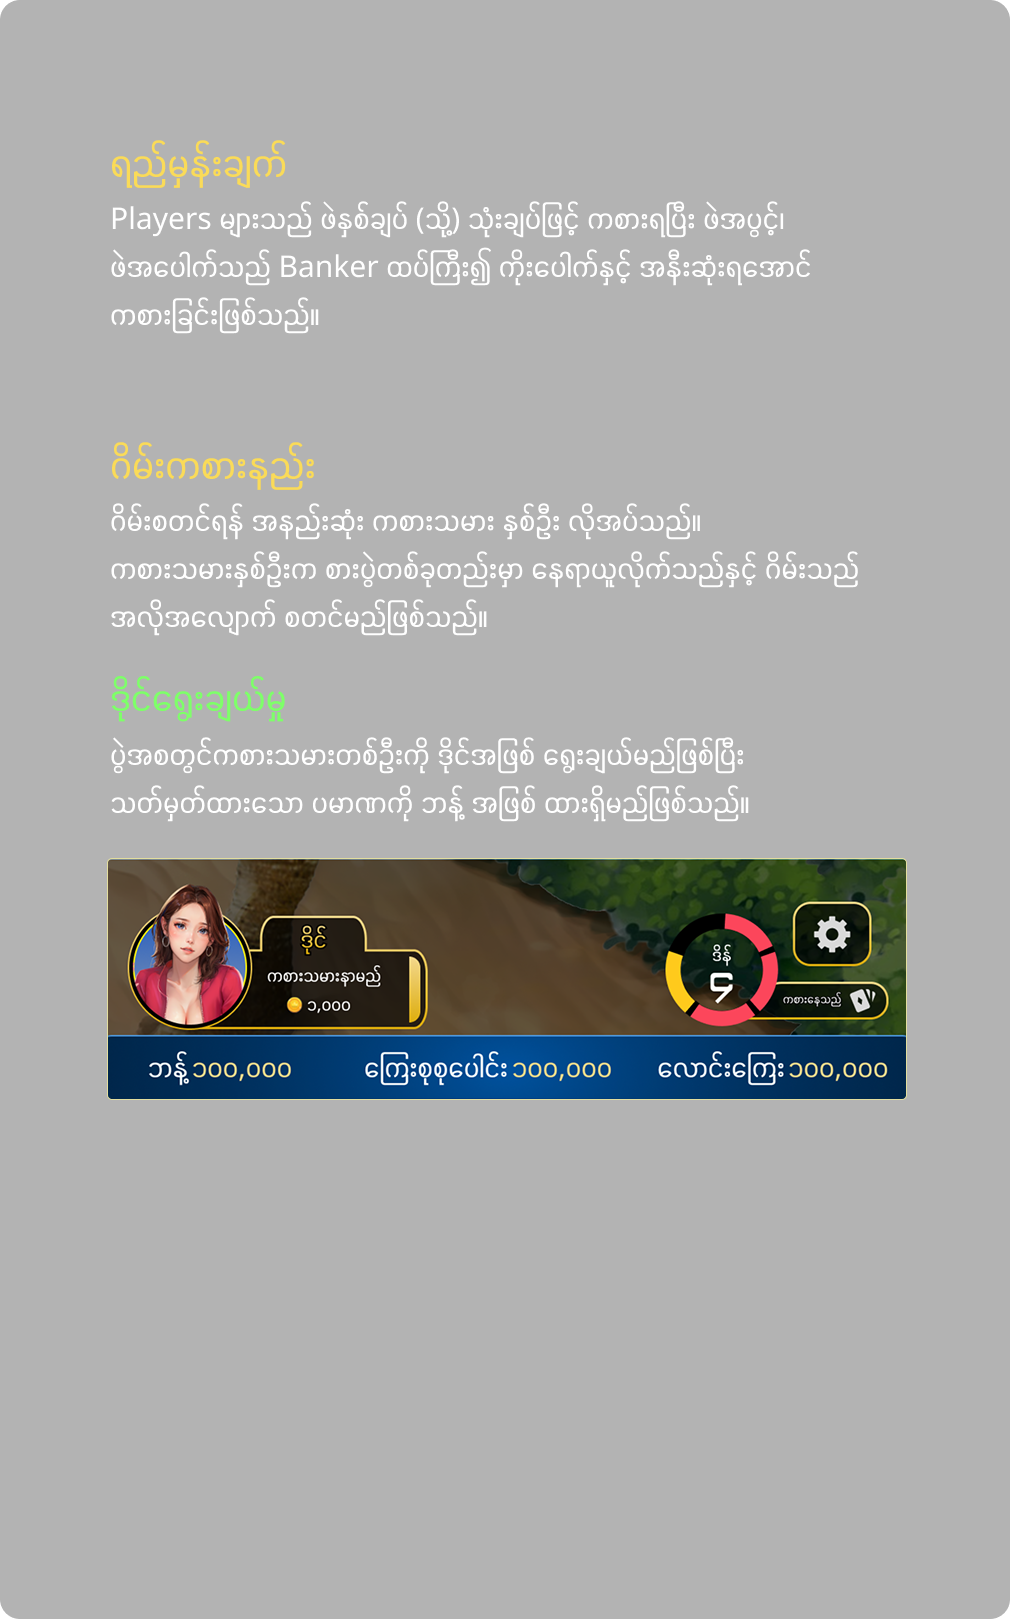 ရည်မှန်းချက်
Players များသည် ဖဲနှစ်ချပ် (သို့) သုံးချပ်ဖြင့် ကစားရပြီး ဖဲအပွင့်၊
ဖဲအပေါက်သည် Banker ထပ်ကြီး၍ ကိုးပေါက်နှင့် အနီးဆုံးရအောင်
ကစားခြင်းဖြစ်သည်။
ဂိမ်းကစားနည်း
ဂိမ်းစတင်ရန် အနည်းဆုံး ကစားသမား နှစ်ဦး လိုအပ်သည်။
ကစားသမားနှစ်ဦးက စားပွဲတစ်ခုတည်းမှာ နေရာယူလိုက်သည်နှင့် ဂိမ်းသည်
အလိုအလျောက် စတင်မည်ဖြစ်သည်။
ဒိုင်ရွေးချယ်မှု
ပွဲအစတွင်ကစားသမားတစ်ဦးကို ဒိုင်အဖြစ် ရွေးချယ်မည်ဖြစ်ပြီး
သတ်မှတ်ထားသော ပမာဏကို ဘန့် အဖြစ် ထားရှိမည်ဖြစ်သည်။
ဒိုင်
ကစားသမားနာမည်
၁,၀၀၀
ဒိန်
၄
ကစားနေသည်
ဘန့် ၁၀၀,၀၀၀ ကြေးစုစုပေါင်း ၁၀၀,၀၀၀ လောင်းကြေး ၁၀၀,၀၀၀